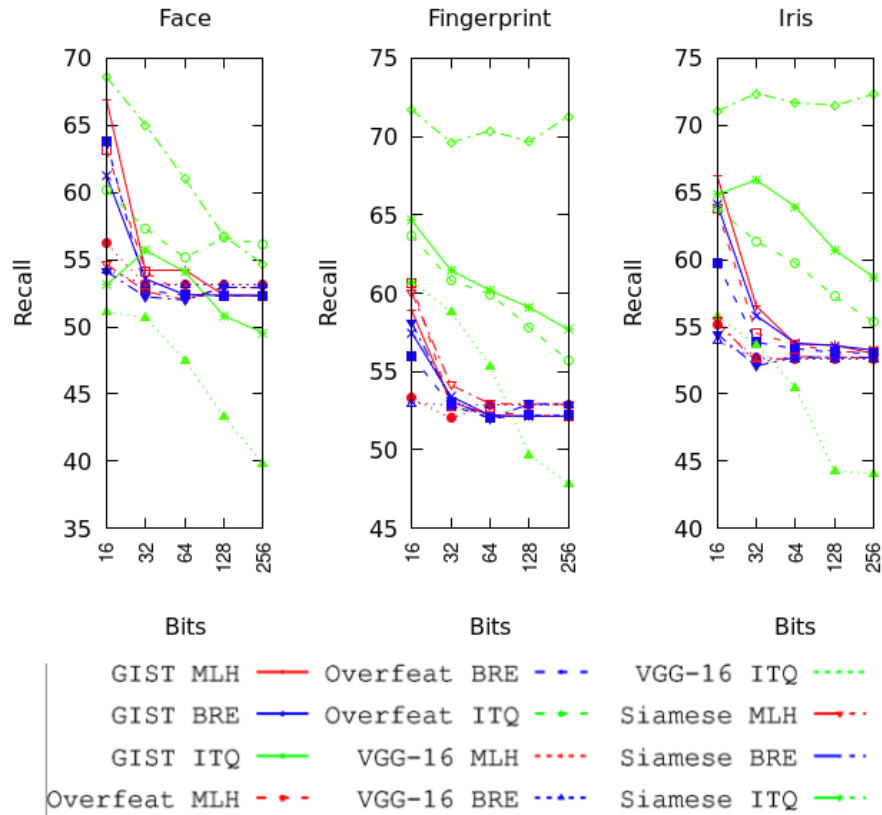 Face Fingerprint Iris
70
65
60
55
50
45
40
35
Recall
16 32 64 128 256
Bits
75
70
65
60
55
50
45
Recall
16 32 64 128 256
Bits
75
70
65
60
55
50
45
40
Recall
16 32 64 128 256
Bits
GIST MLH Overfeat BRE VGG-16 ITQ
GIST BRE Overfeat ITQ Siamese MLH
GIST ITQ VGG-16 MLH Siamese BRE
Overfeat MLH VGG-16 BRE Siamese ITQ